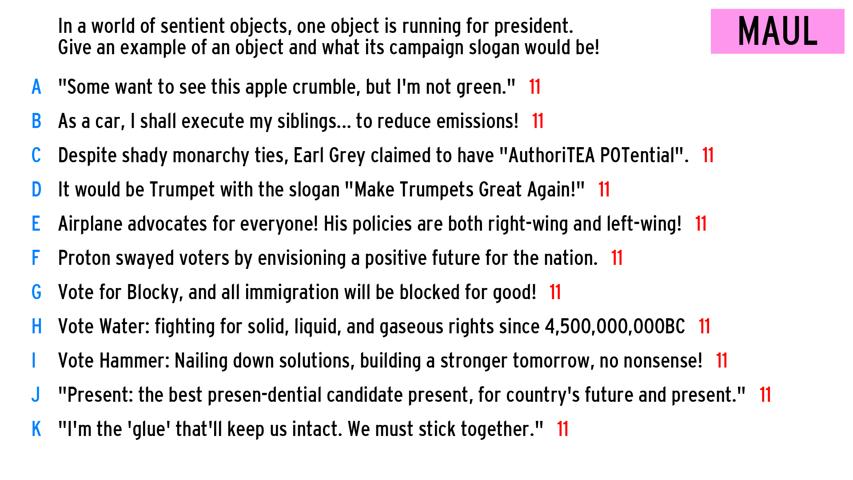 In a world of sentient objects, one object is running for president.
Give an example of an object and what its campaign slogan would be!
MAUL
A "Some want to see this apple crumble, but I'm not green." 11
B As a car, I shall execute my siblings... to reduce emissions! 11
C Despite shady monarchy ties, Earl Grey claimed to have "AuthoriTEA POTential". 11
D It would be Trumpet with the slogan "Make Trumpets Great Again!" 11
E Airplane advocates for everyone! His policies are both right-wing and left-wing! 11
F Proton swayed voters by envisioning a positive future for the nation. 11
G Vote for Blocky, and all immigration will be blocked for good! 11
H Vote Water: fighting for solid, liquid, and gaseous rights since 4,500,000,000BC 11
I Vote Hammer: Nailing down solutions, building a stronger tomorrow, no nonsense! 11
J "Present: the best presen-dential candidate present, for country's future and present." 11
K "I'm the 'glue' that'll keep us intact. We must stick together." 11